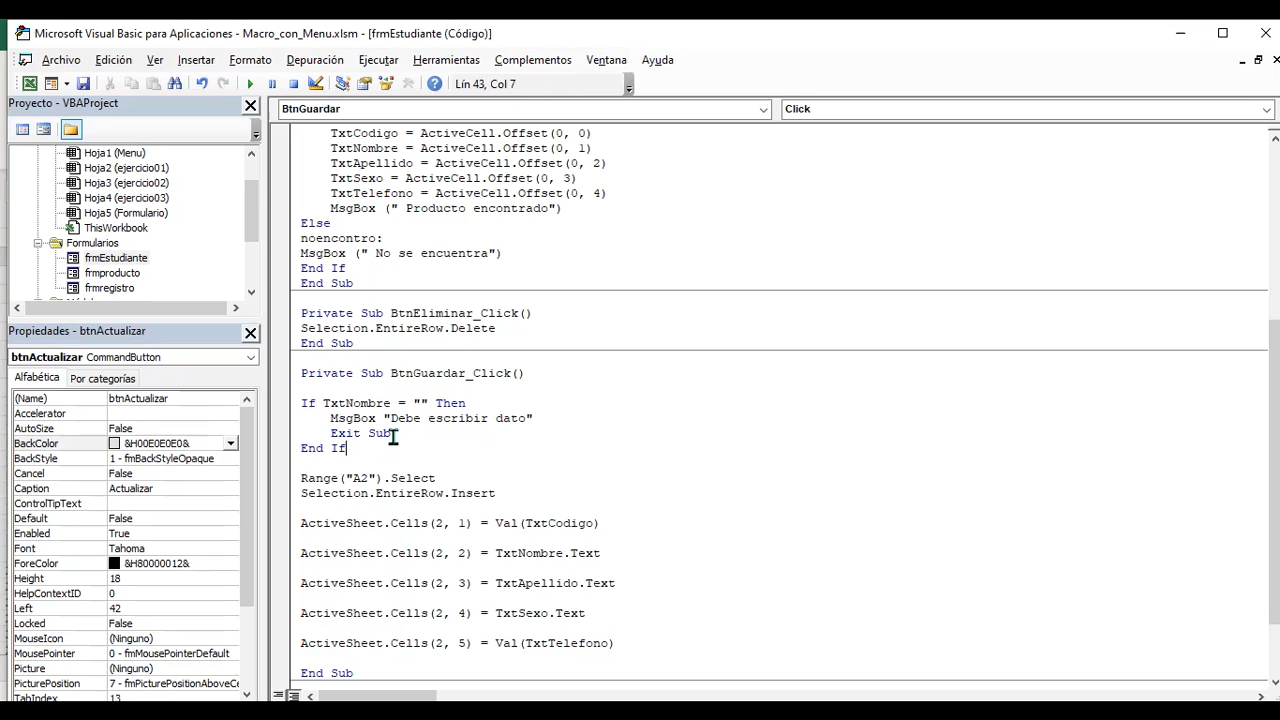 Microsoft Visual Basic para Aplicaciones - Macro_con_Menu.xlsm - [frmEstudiante (Código)]
Archivo Edición Ver Insertar Formato Depuración Ejecutar Herramientas Complementos Ventana Ayuda
Lín 43, Col 7
Proyecto - VBAProject
Hoja1 (Menu)
Hoja2 (ejercicio01)
Hoja3 (ejercicio02)
Hoja4 (ejercicio03)
Hoja5 (Formulario)
ThisWorkbook
Formularios
frmEstudiante
frmproducto
frmregistro
Propiedades - btnActualizar
btnActualizar CommandButton
Alfabética Por categorías
(Name) btnActualizar
Accelerator
AutoSize False
BackColor &H00E0E0E0&
BackStyle 1 - fmBackStyleOpaque
Cancel False
Caption Actualizar
ControlTipText
Default False
Enabled True
Font Tahoma
ForeColor &H80000012&
Height 18
HelpContextID 0
Left 42
Locked False
MouseIcon (Ninguno)
MousePointer 0 - fmMousePointerDefault
Picture (Ninguno)
PicturePosition 7 - fmPicturePositionAboveCe
TabIndex 13
BtnGuardar Click
TxtCodigo = ActiveCell.Offset(0, 0)
TxtNombre = ActiveCell.Offset(0, 1)
TxtApellido = ActiveCell.Offset(0, 2)
TxtSexo = ActiveCell.Offset(0, 3)
TxtTelefono = ActiveCell.Offset(0, 4)
MsgBox (" Producto encontrado")
Else
noencontro:
MsgBox (" No se encuentra")
End If
End Sub
Private Sub BtnEliminar_Click()
Selection.EntireRow.Delete
End Sub
Private Sub BtnGuardar_Click()
If TxtNombre = "" Then
MsgBox "Debe escribir dato"
Exit Sub
End If
Range("A2").Select
Selection.EntireRow.Insert
ActiveSheet.Cells(2, 1) = Val(TxtCodigo)
ActiveSheet.Cells(2, 2) = TxtNombre.Text
ActiveSheet.Cells(2, 3) = TxtApellido.Text
ActiveSheet.Cells(2, 4) = TxtSexo.Text
ActiveSheet.Cells(2, 5) = Val(TxtTelefono)
End Sub